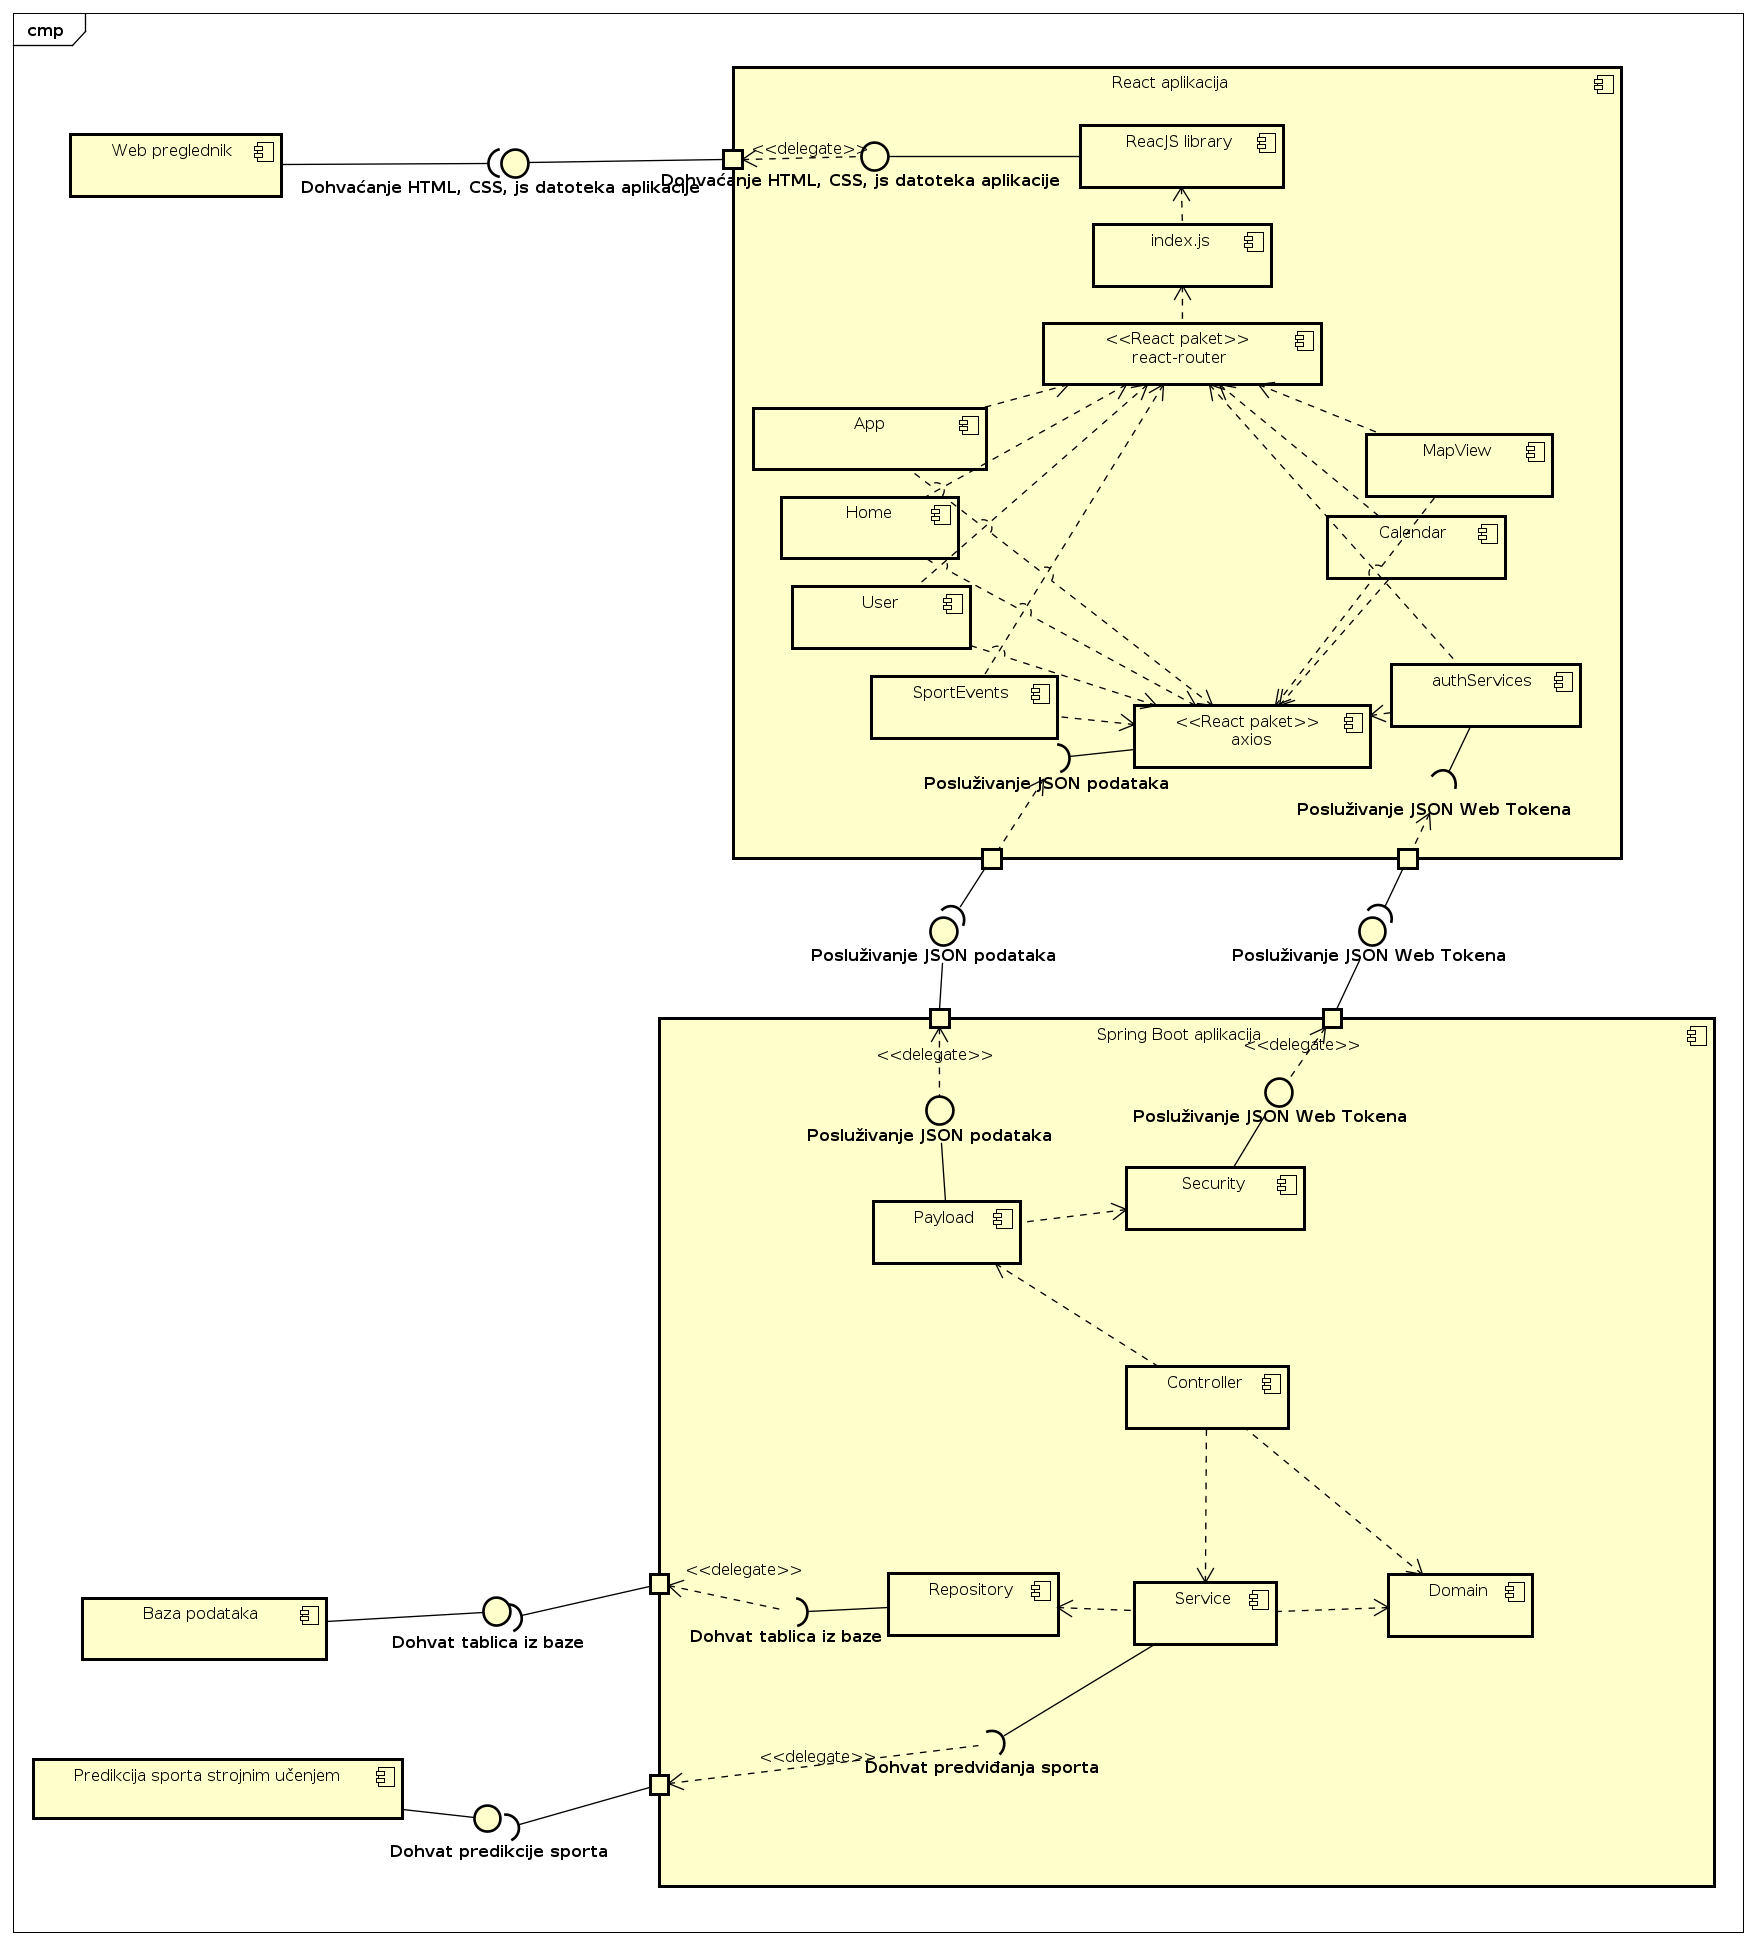 cmp
React aplikacija
Web preglednik
<<delegate>>
ReacJS library
Dohvaćanje HTML, CSS, js datoteka aplikacije
Dohvaćanje HTML, CSS, js datoteka aplikacije
index.js
<<React paket>>
react-router
App
MapView
Home
Calendar
User
SportEvents
authServices
<<React paket>>
axios
Posluživanje JSON podataka
Posluživanje JSON Web Tokena
Posluživanje JSON podataka
Posluživanje JSON Web Tokena
Spring Boot aplikacija
<<delegate>>
<<delegate>>
Posluživanje JSON podataka
Posluživanje JSON Web Tokena
Security
Payload
Controller
<<delegate>>
Repository
Service
Domain
Baza podataka
Dohvat tablica iz baze
Dohvat tablica iz baze
<<delegate>>
Dohvat predviđanja sporta
Predikcija sporta strojnim učenjem
Dohvat predikcije sporta